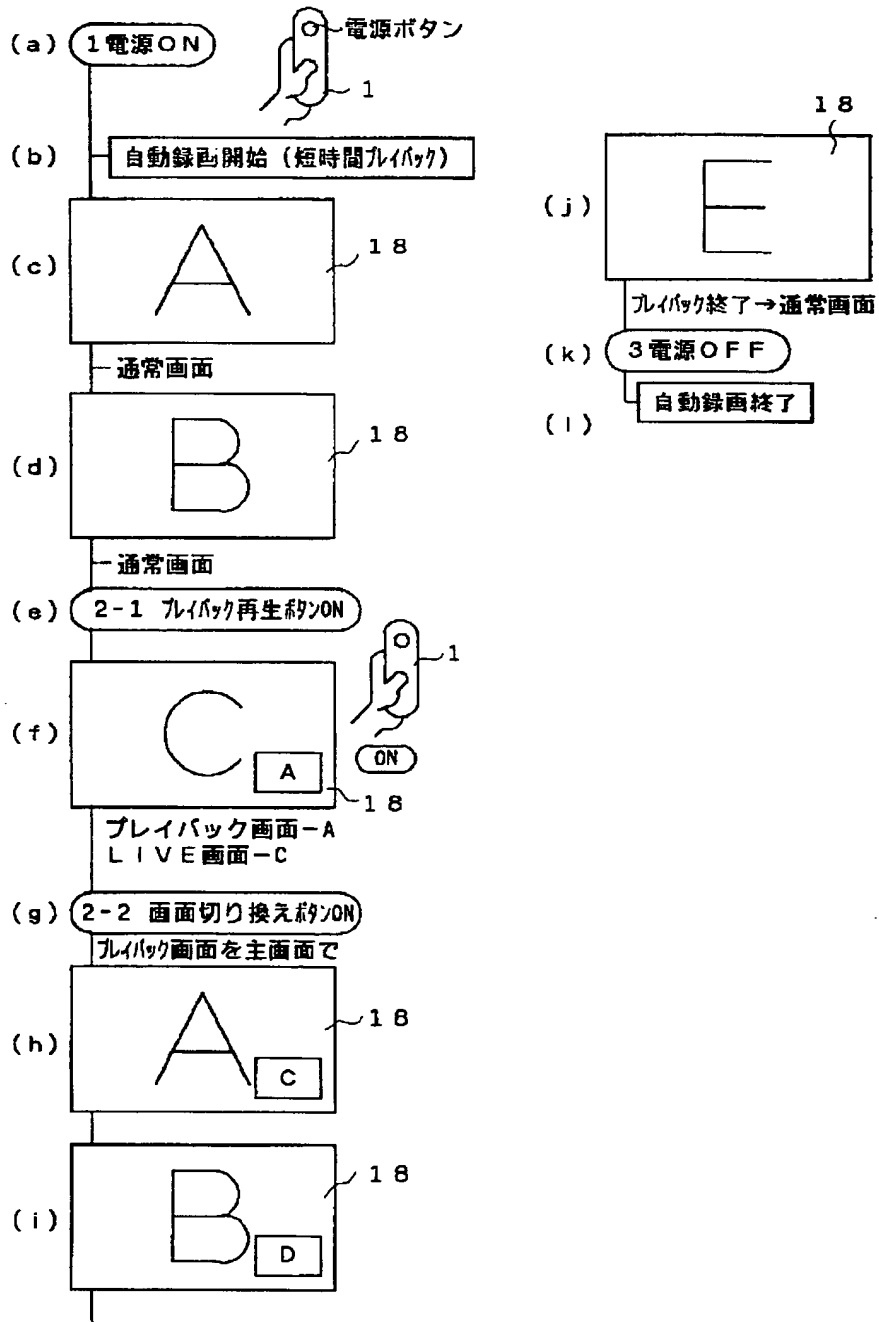 (a) 1電源ON
電源ボタン
1
(b) 自動録画開始(短時間プレイバック)
(c) A 18
通常画面
(d) B 18
通常画面
(e) 2-1 プレイバック再生ボタンON
1
(f) C A ON
18
プレイバック画面-A
LIVE画面-C
(g) 2-2 画面切り換えボタンON
プレイバック画面を主画面で
(h) A C 18
(i) B D 18
18
(j) E
プレイバック終了→通常画面
(k) 3電源OFF
自動録画終了
(l)